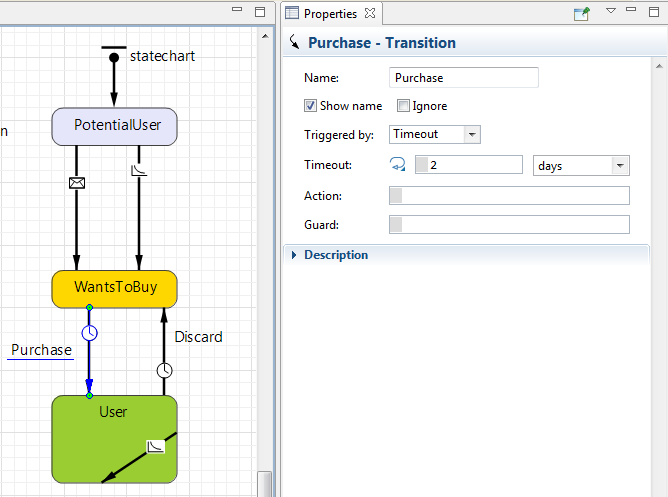 statechart
n
PotentialUser
WantsToBuy
Purchase
Discard
User
Properties
Purchase - Transition
Name: Purchase
Show name Ignore
Triggered by: Timeout
Timeout: 2 days
Action:
Guard:
Description